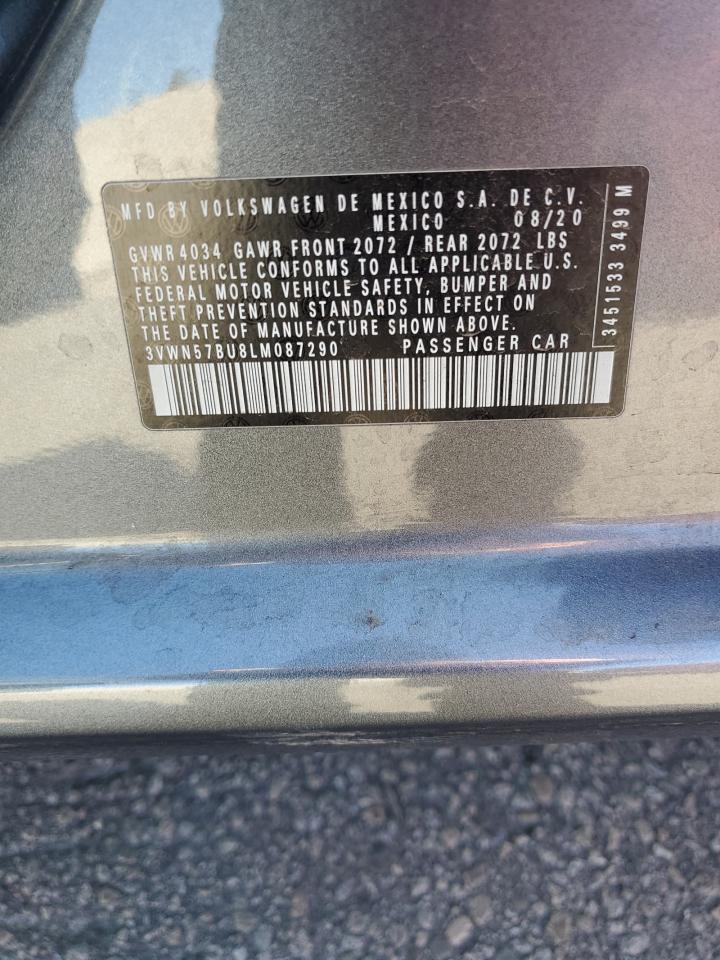 MFD BY VOLKSWAGEN DE MEXICO S.A. DE C.V.
MEXICO 08/20
GVWR 4034 GAWR FRONT 2072 / REAR 2072 LBS
THIS VEHICLE CONFORMS TO ALL APPLICABLE U.S.
FEDERAL MOTOR VEHICLE SAFETY, BUMPER AND
THEFT PREVENTION STANDARDS IN EFFECT ON
THE DATE OF MANUFACTURE SHOWN ABOVE.
3VWN57BU8LM087290 PASSENGER CAR
3451533 3499 M